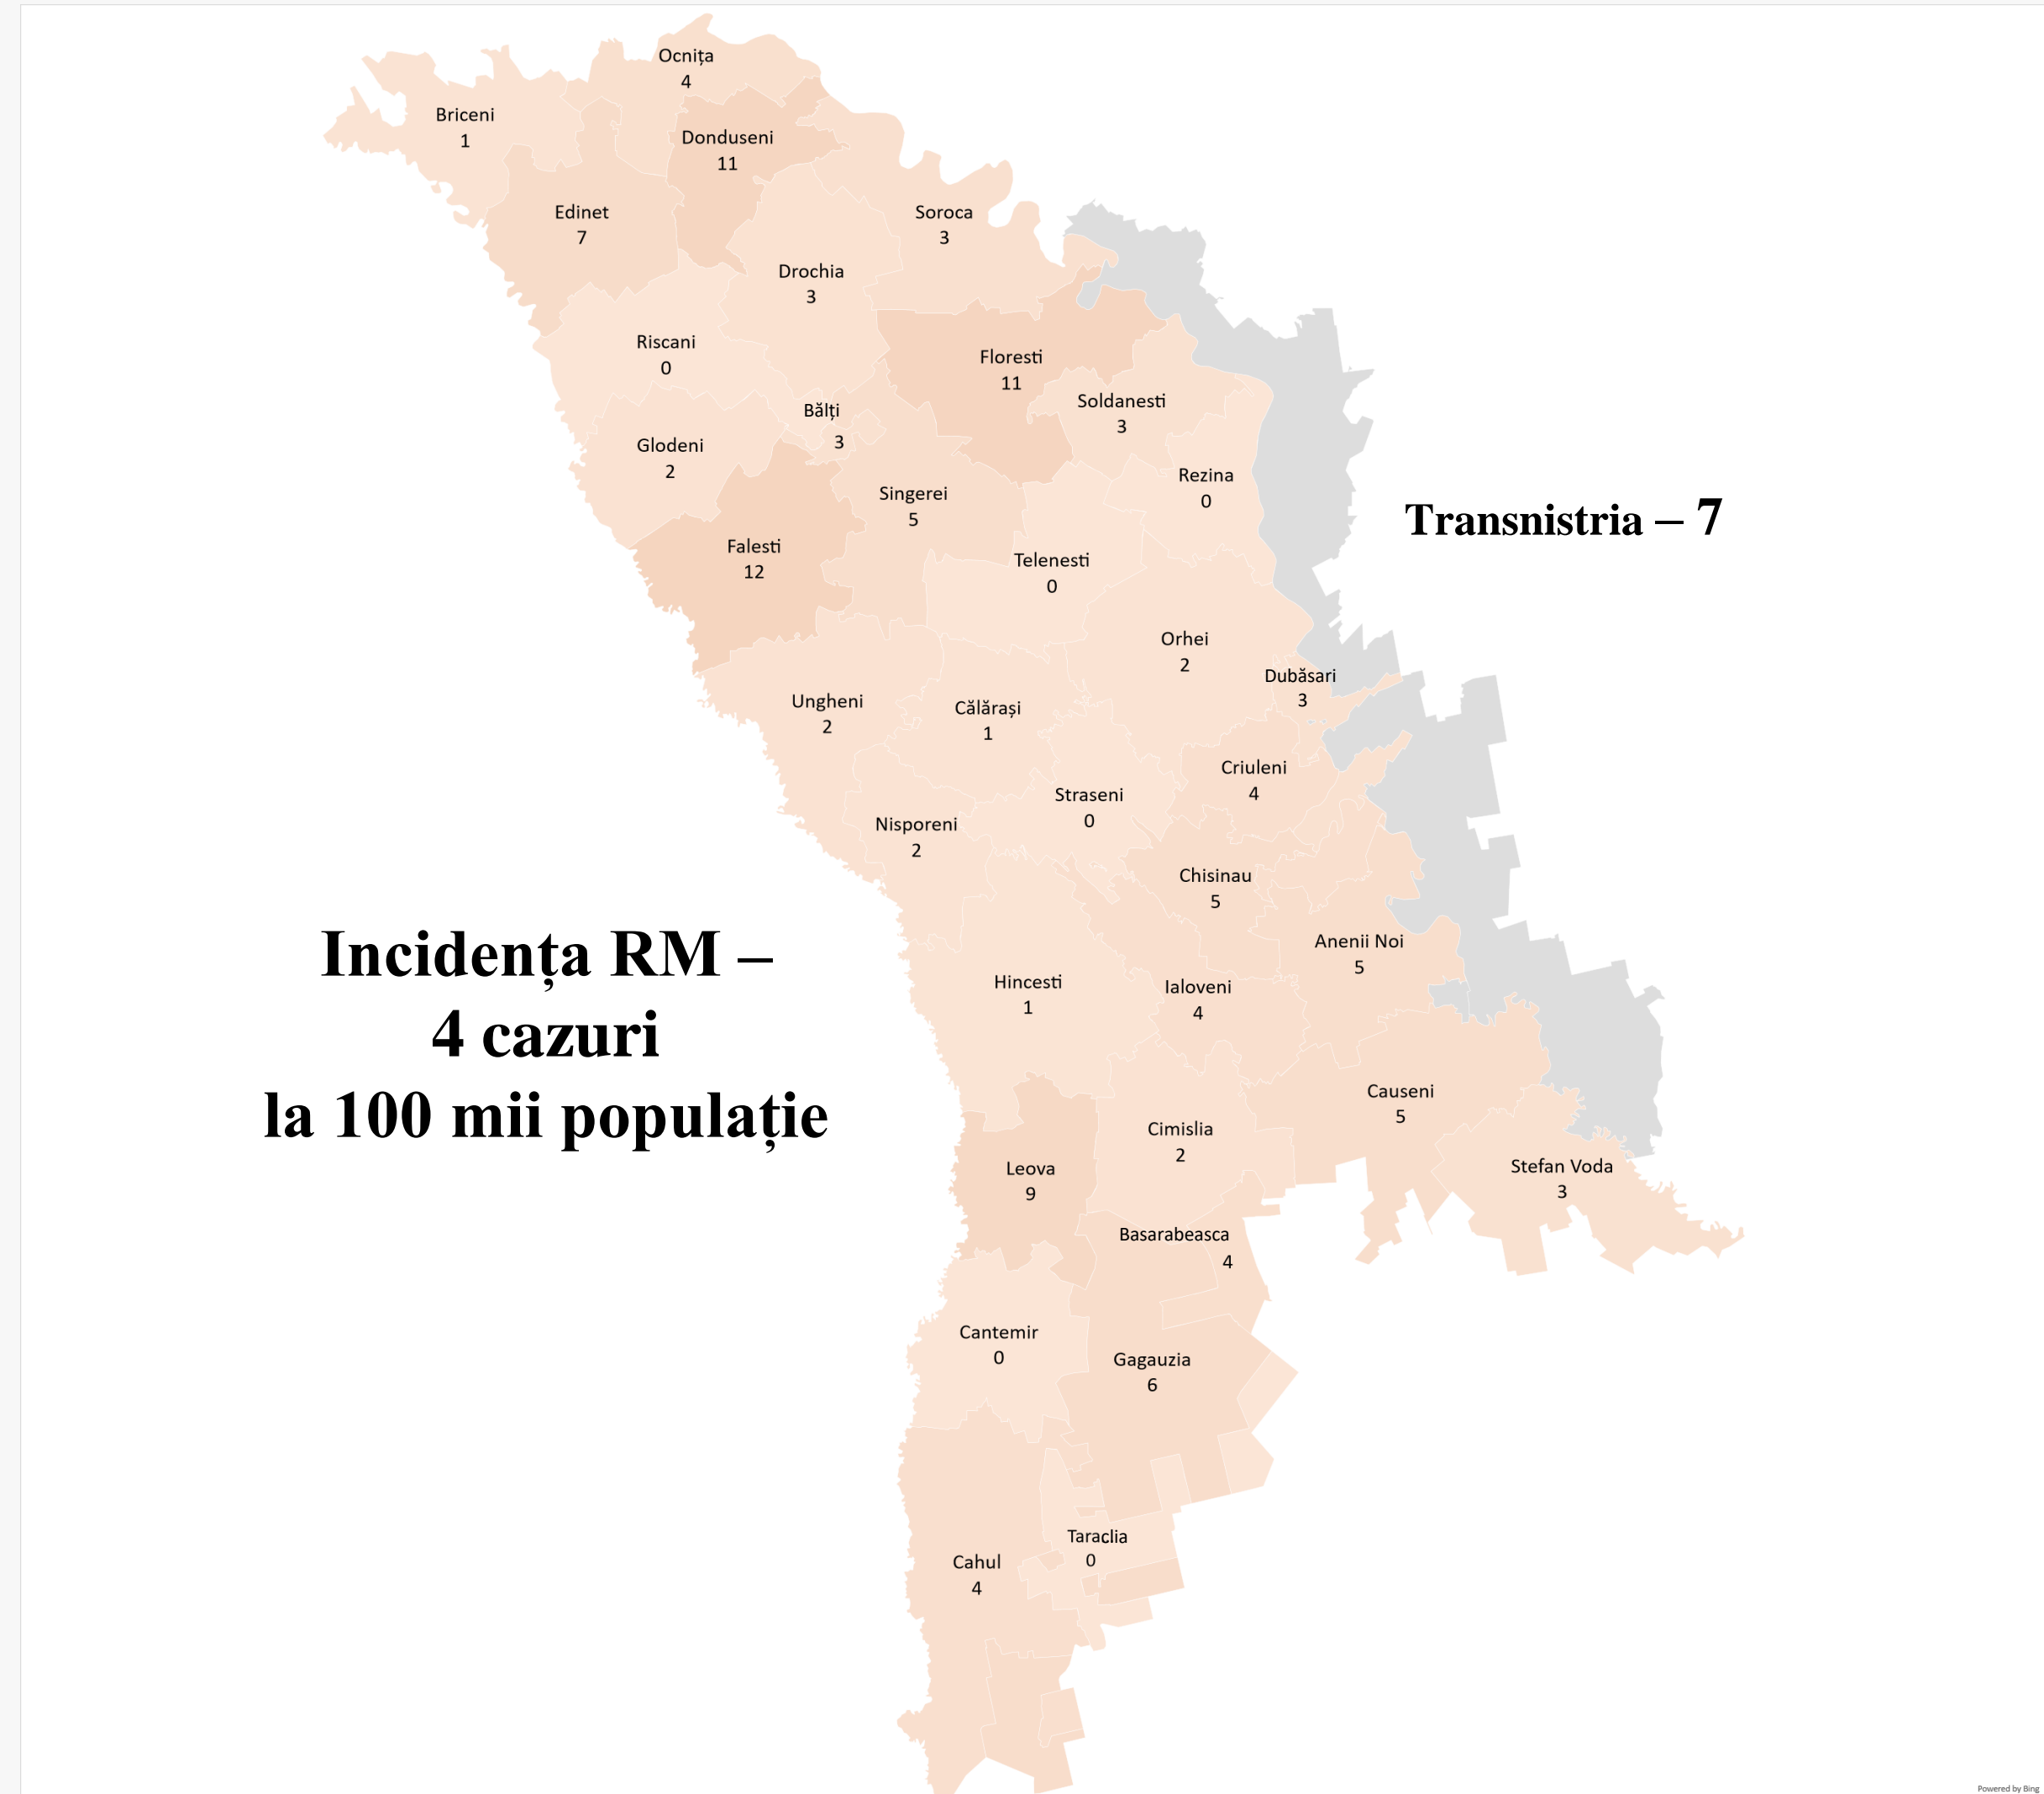 Ocnița
4
Briceni
1
Donduseni
11
Edinet
7
Soroca
3
Drochia
3
Riscani
0
Floresti
11
Soldanesti
3
Bălți
3
Glodeni
2
Rezina
0
Singerei
5
Transnistria – 7
Falesti
12
Telenesti
0
Orhei
2
Dubăsari
3
Ungheni
2
Călărași
1
Criuleni
4
Straseni
0
Nisporeni
2
Chisinau
5
Anenii Noi
5
Incidența RM –
4 cazuri
la 100 mii populație
Hincesti
1
Ialoveni
4
Causeni
5
Cimislia
2
Leova
9
Stefan Voda
3
Basarabeasca
4
Cantemir
0
Gagauzia
6
Taraclia
0
Cahul
4
Powered by Bing